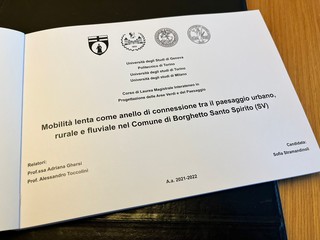 Università degli Studi di Genova
Politecnico di Torino
Università degli studi di Torino
Università degli studi di Milano
Corso di Laurea Magistrale Interateneo in
Progettazione delle Aree Verdi e del Paesaggio
Mobilità lenta come anello di connessione tra il paesaggio urbano,
rurale e fluviale nel Comune di Borghetto Santo Spirito (SV)
Relatori:
Prof.ssa Adriana Ghersi
Prof. Alessandro Toccolini
Candidato:
Sofia
A.a. 2021-2022